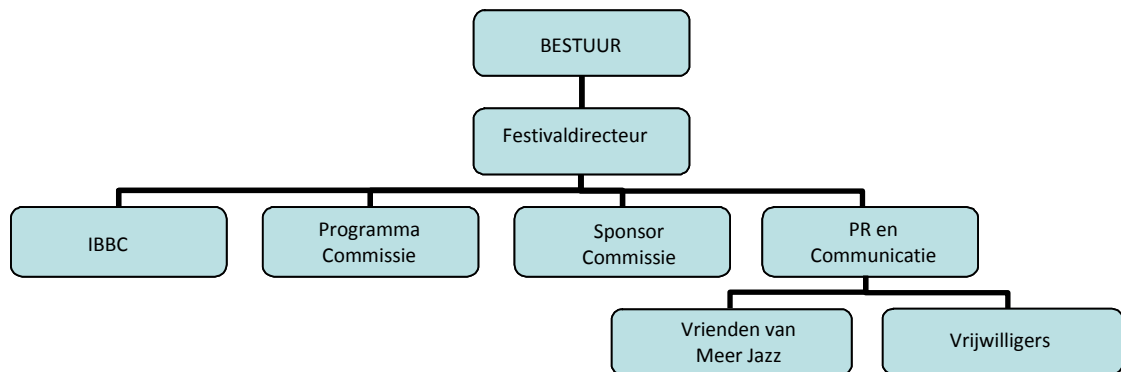 BESTUUR
Festivaldirecteur
IBBC
Programma
Commissie
Sponsor
Commissie
PR en
Communicatie
Vrienden van
Meer Jazz
Vrijwilligers